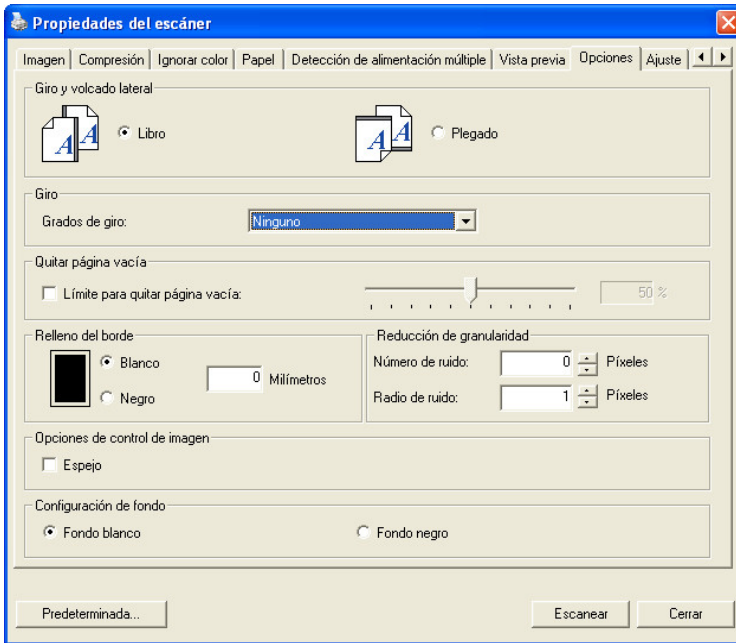 Propiedades del escáner
Imagen Compresión Ignorar color Papel Detección de alimentación múltiple Vista previa Opciones Ajuste
Giro y volcado lateral
A A Libro A A Plegado
Giro
Grados de giro: Ninguno
Quitar página vacía
Límite para quitar página vacía: 50 %
Relleno del borde
Blanco
0 Milímetros
Negro
Reducción de granularidad
Número de ruido: 0 Píxeles
Radio de ruido: 1 Píxeles
Opciones de control de imagen
Espejo
Configuración de fondo
Fondo blanco Fondo negro
Predeterminada... Escanear Cerrar